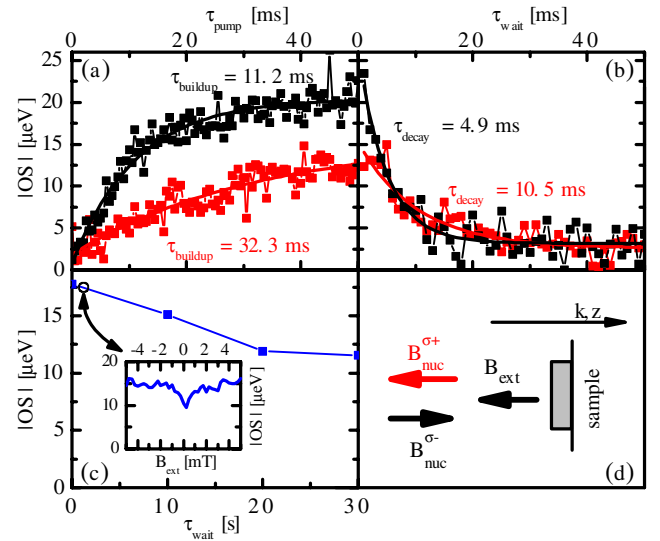 τpump [ms]
τwait [ms]
0 20 40 0 20 40
(a)
(b)
τbuildup = 11.2 ms
τdecay = 4.9 ms
τdecay = 10.5 ms
τbuildup = 32.3 ms
|OS| [μeV]
25
20
15
10
5
0
(c)
(d)
|OS| [μeV]
15
10
5
0
0 10 20 30
τwait [s]
-4 -2 0 2 4
20
15
10
0
|OS| [μeV]
Bext [mT]
k, z
Bnuc σ+
Bext
Bnuc σ-
sample